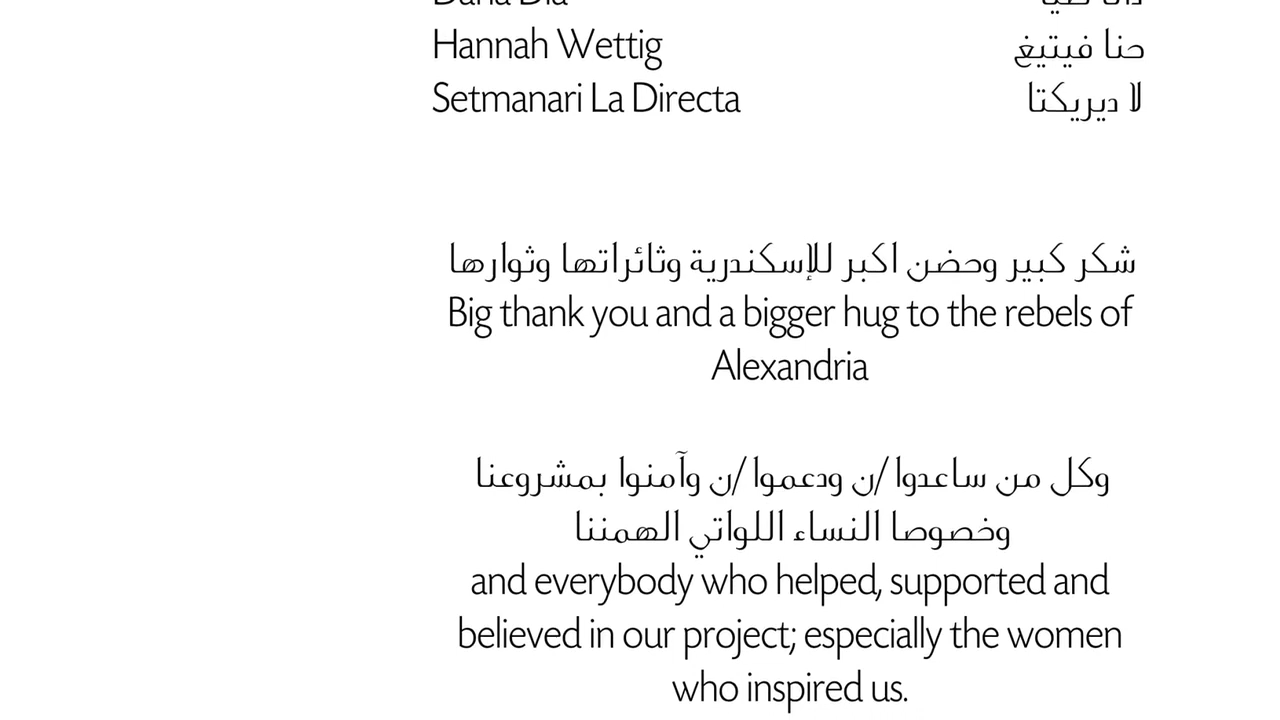 Hannah Wettig حنا فيتيغ
Setmanari La Directa لا ديريكتا
شكر كبير وحضن اكبر للإسكندرية وثائراتها وثوارها
Big thank you and a bigger hug to the rebels of
Alexandria
وكل من ساعدوا/ن ودعموا/ن وآمنوا بمشروعنا
وخصوصا النساء اللواتي الهمننا
and everybody who helped, supported and
believed in our project; especially the women
who inspired us.